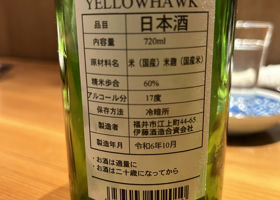 YELLOWHAWK
品目 日本酒
内容量 720ml
原材料名 米（国産）米麹（国産米）
精米歩合 60%
アルコール分 17度
保存方法 冷暗所
製造者 福井市江上町44-65
伊藤酒造合資会社
製造年月 令和6年10月
・お酒は適量に
・お酒は二十歳になってから